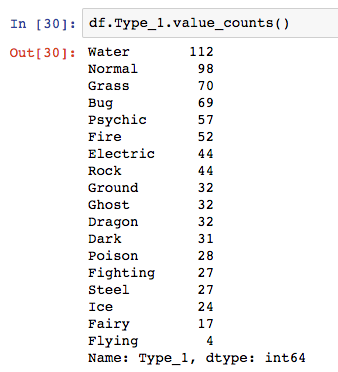 In [30]: df.Type_1.value_counts()
Out[30]: Water 112
Normal 98
Grass 70
Bug 69
Psychic 57
Fire 52
Electric 44
Rock 44
Ground 32
Ghost 32
Dragon 32
Dark 31
Poison 28
Fighting 27
Steel 27
Ice 24
Fairy 17
Flying 4
Name: Type_1, dtype: int64